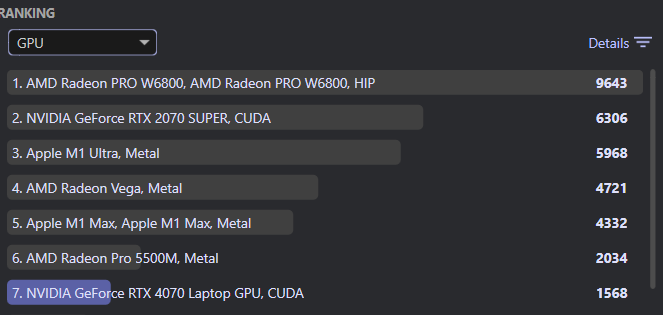 RANKING
GPU
Details
1. AMD Radeon PRO W6800, AMD Radeon PRO W6800, HIP 9643
2. NVIDIA GeForce RTX 2070 SUPER, CUDA 6306
3. Apple M1 Ultra, Metal 5968
4. AMD Radeon Vega, Metal 4721
5. Apple M1 Max, Apple M1 Max, Metal 4332
6. AMD Radeon Pro 5500M, Metal 2034
7. NVIDIA GeForce RTX 4070 Laptop GPU, CUDA 1568